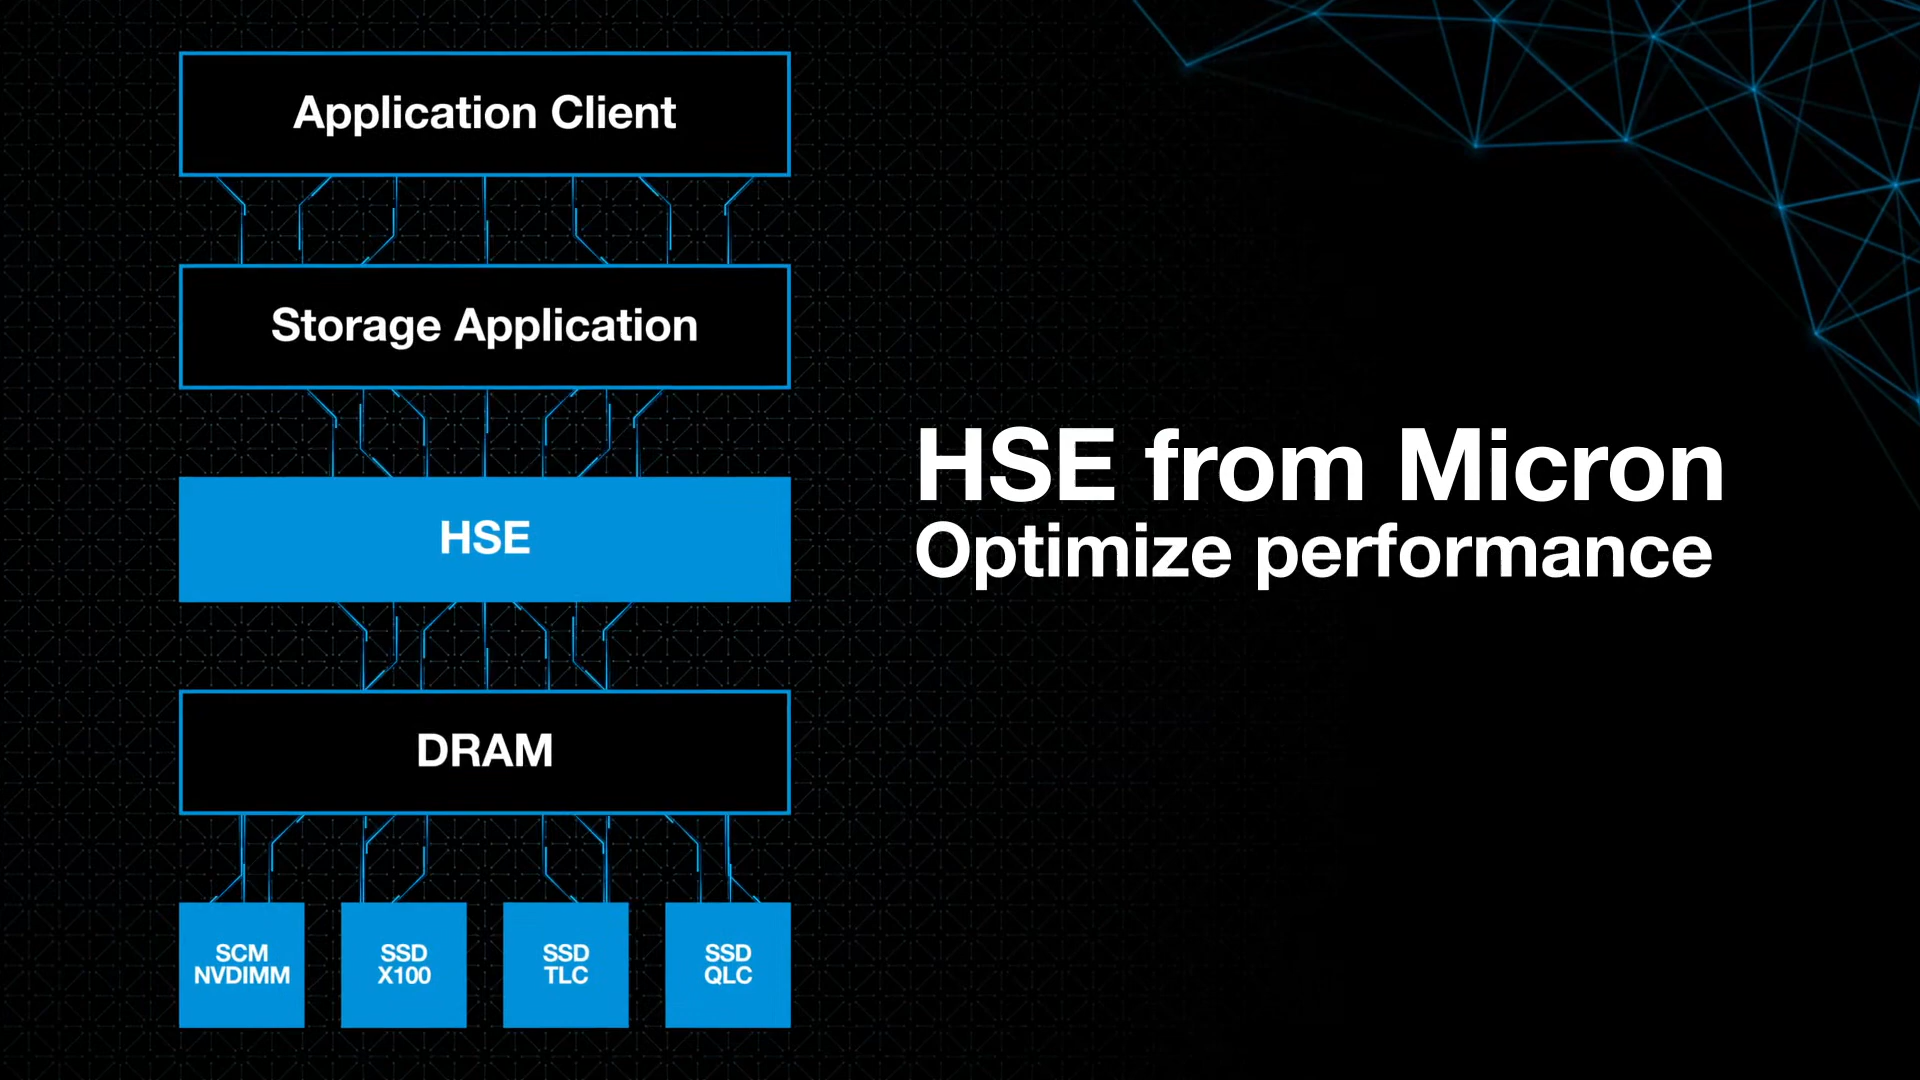 Application Client
Storage Application
HSE
DRAM
SCM
NVDIMM
SSD
X100
SSD
TLC
SSD
QLC
HSE from Micron
Optimize performance